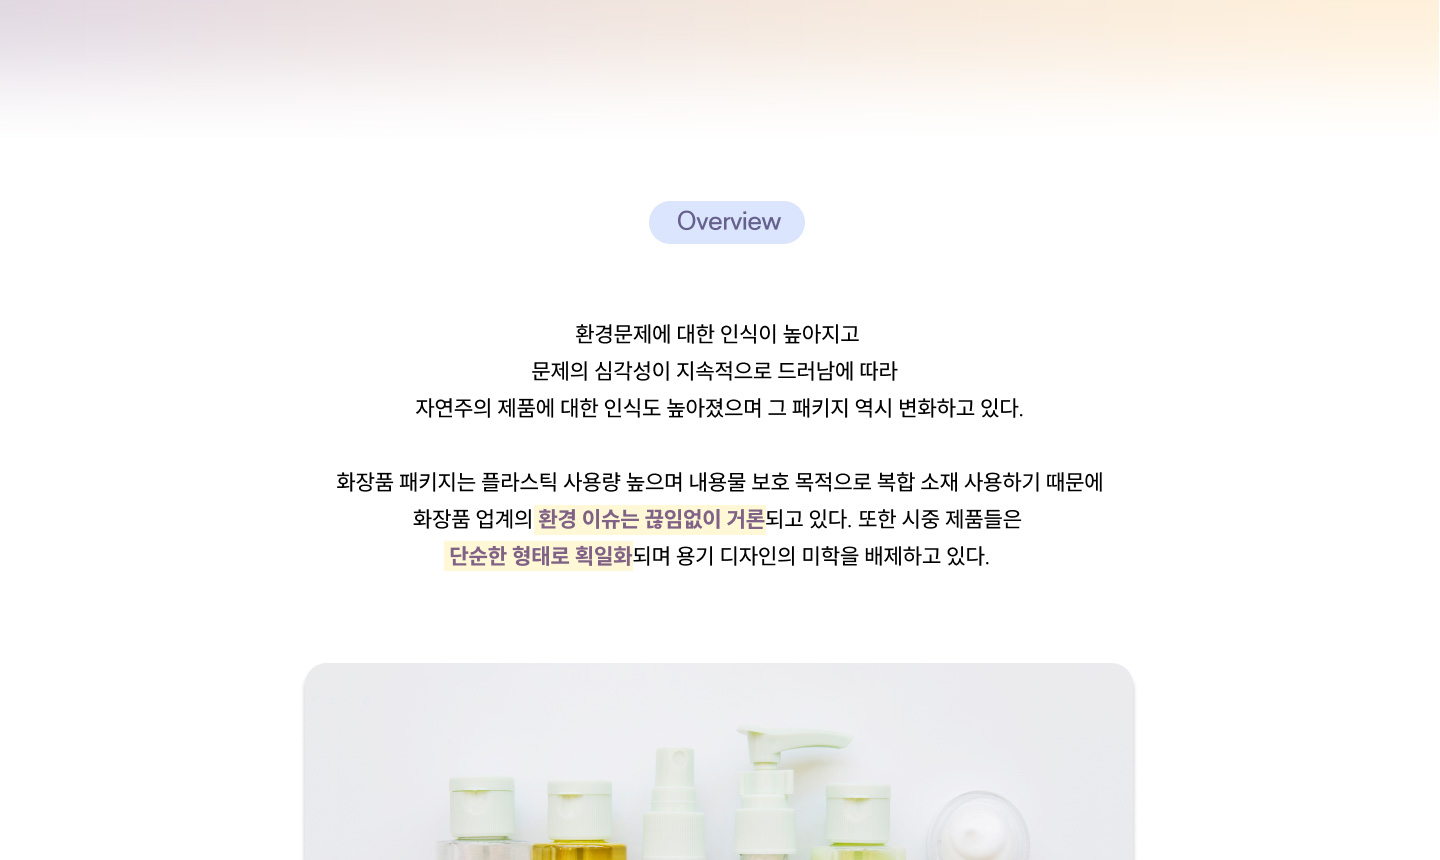 Overview
환경문제에 대한 인식이 높아지고
문제의 심각성이 지속적으로 드러남에 따라
자연주의 제품에 대한 인식도 높아졌으며 그 패키지 역시 변화하고 있다.
화장품 패키지는 플라스틱 사용량 높으며 내용물 보호 목적으로 복합 소재 사용하기 때문에
화장품 업계의 환경 이슈는 끊임없이 거론되고 있다. 또한 시중 제품들은
단순한 형태로 획일화되며 용기 디자인의 미학을 배제하고 있다.